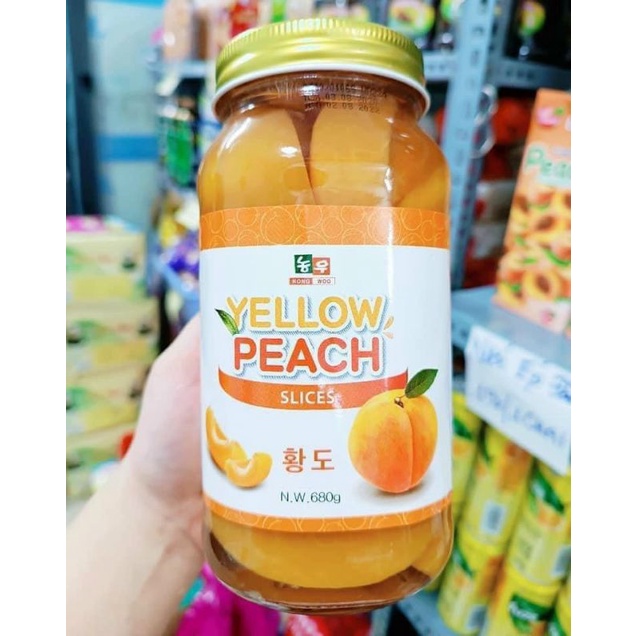 농우
NONG WOO
YELLOW
PEACH
SLICES
황도
N.W. 680g